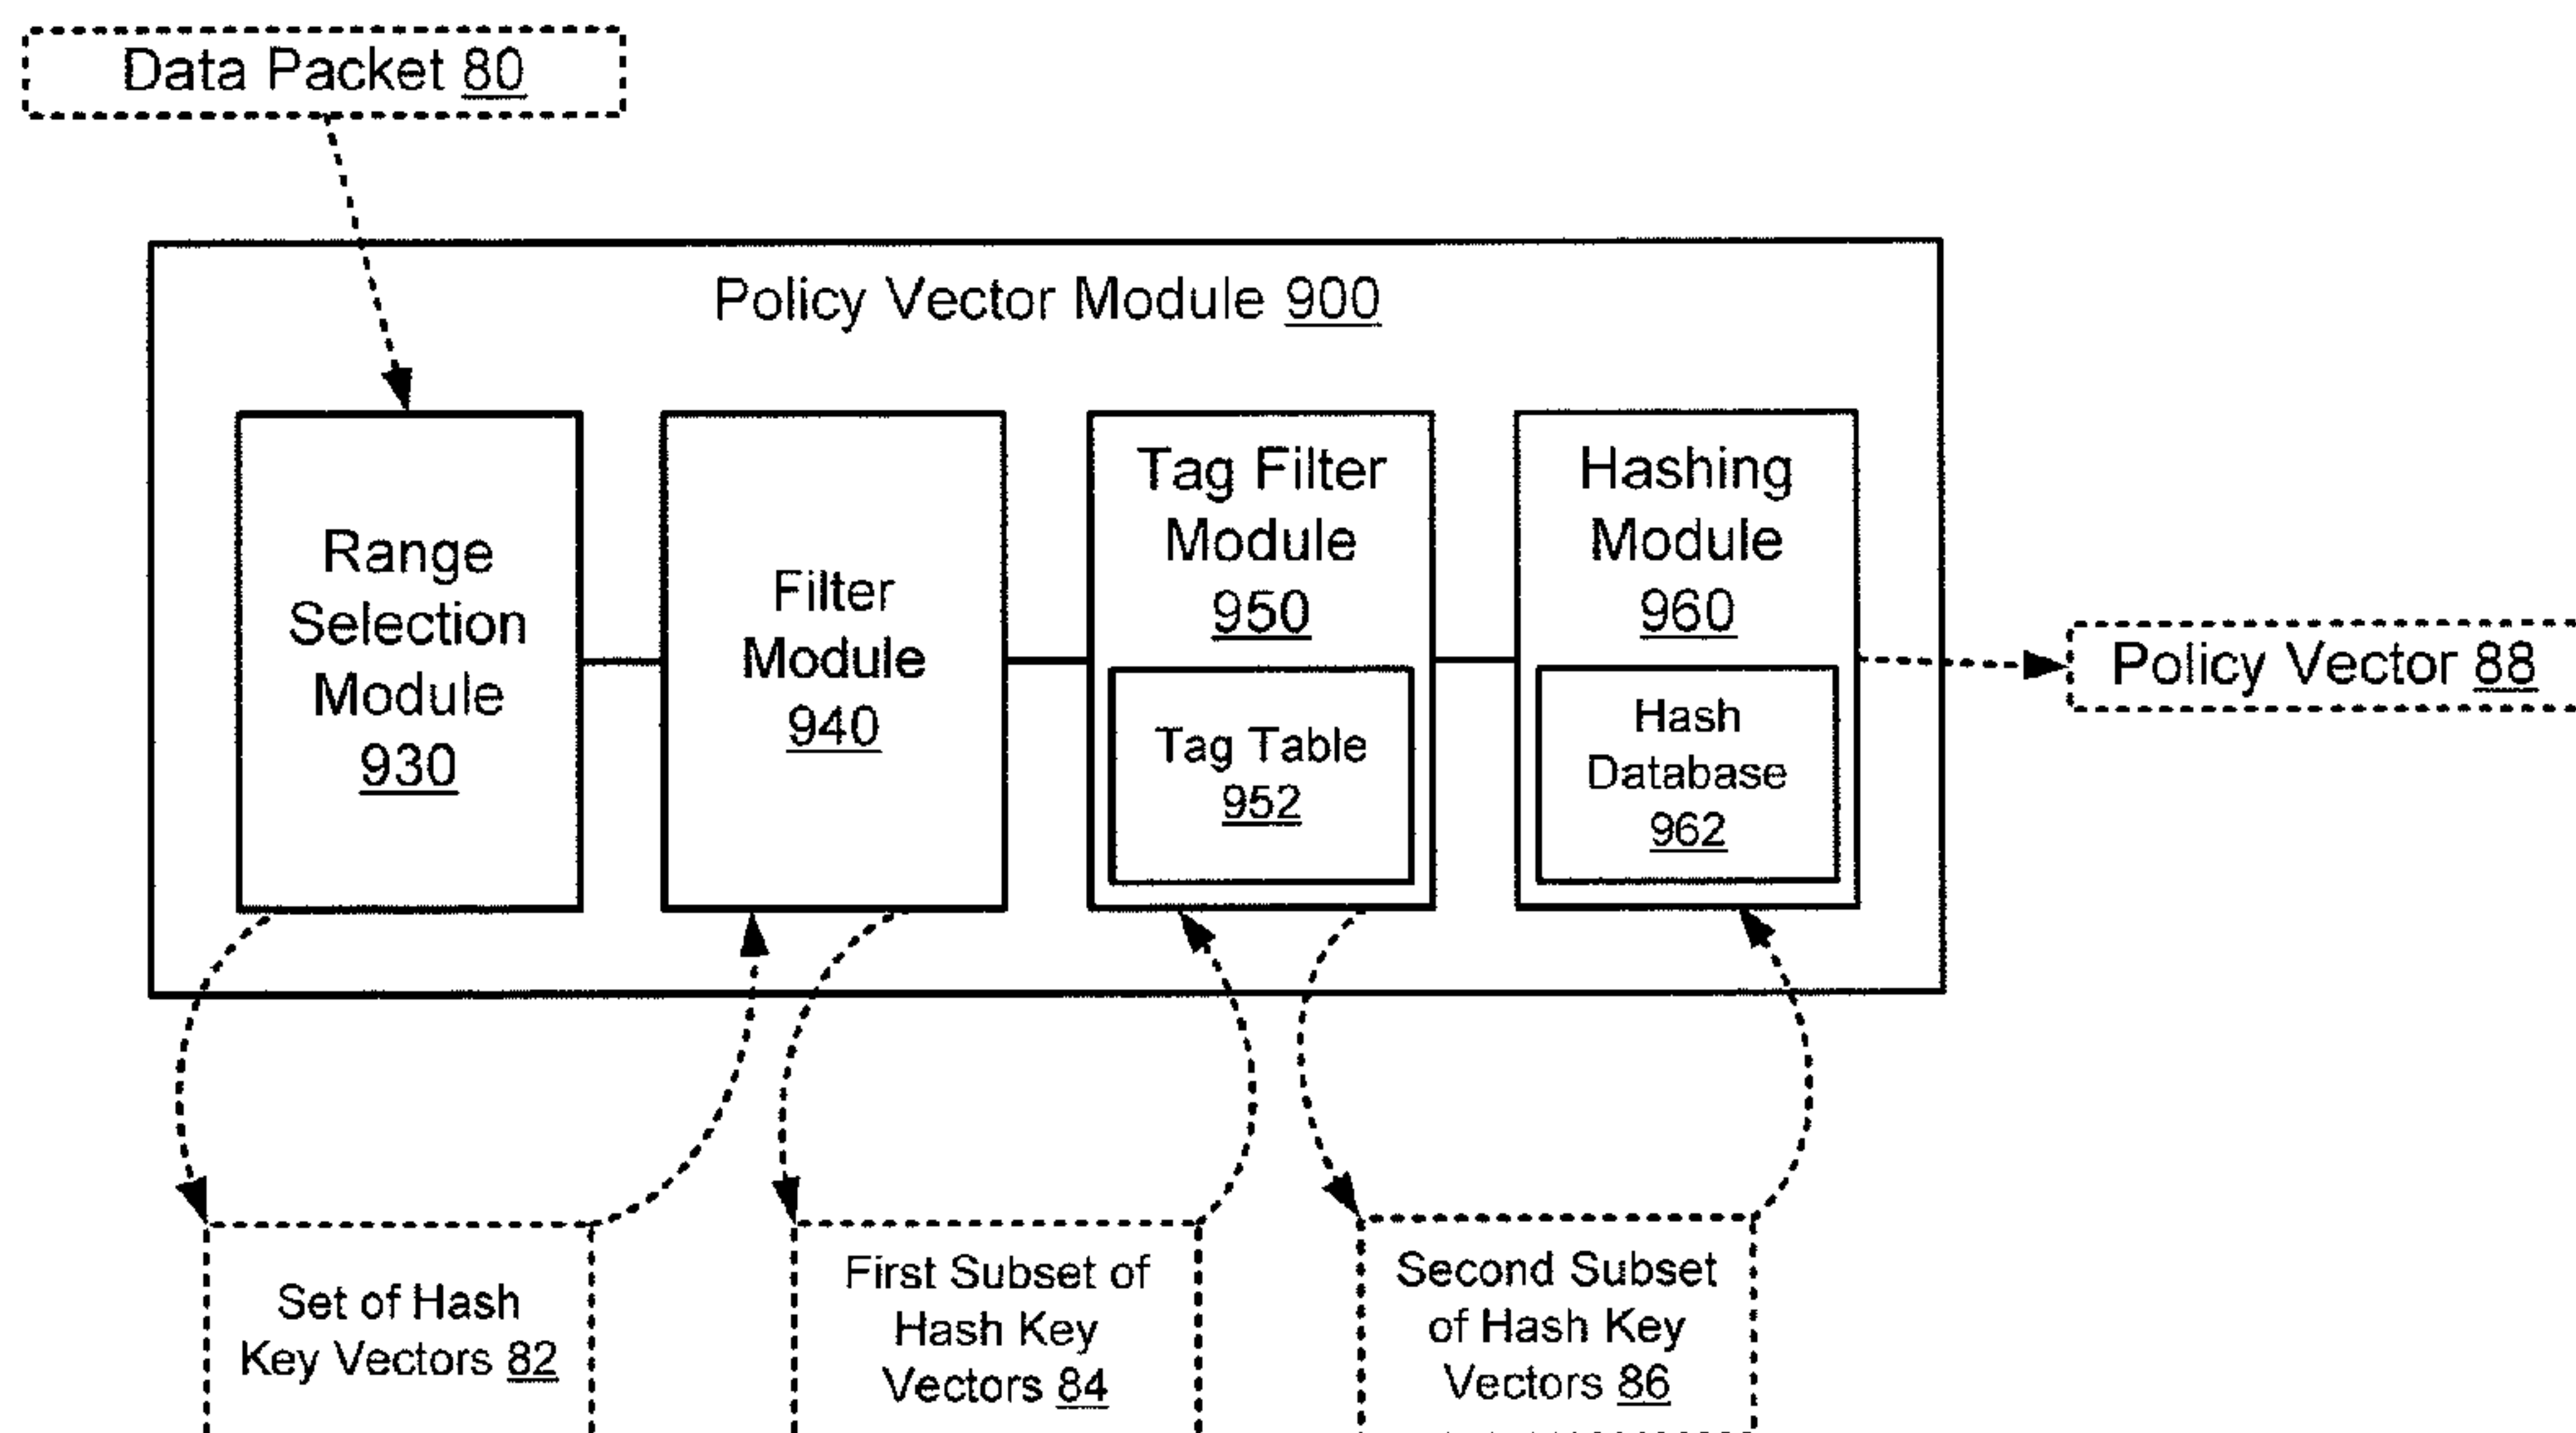 Data Packet 80
Policy Vector Module 900
Range
Selection
Module
930
Filter
Module
940
Tag Filter
Module
950
Tag Table
952
Hashing
Module
960
Hash
Database
962
Policy Vector 88
Set of Hash
Key Vectors 82
First Subset of
Hash Key
Vectors 84
Second Subset
of Hash Key
Vectors 86